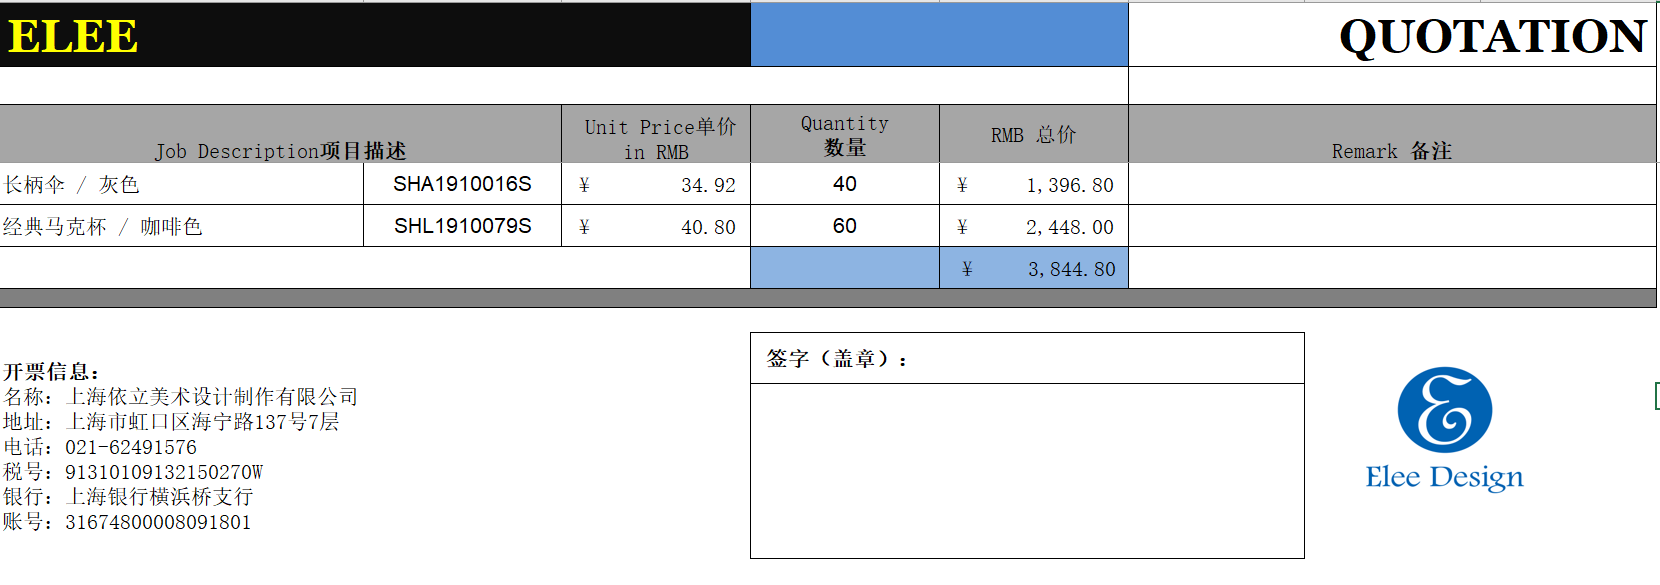 ELEE QUOTATION
Job Description项目描述 Unit Price单价 in RMB Quantity 数量 RMB 总价 Remark 备注
长柄伞 / 灰色 SHA1910016S ¥ 34.92 40 ¥ 1,396.80
经典马克杯 / 咖啡色 SHL1910079S ¥ 40.80 60 ¥ 2,448.00
¥ 3,844.80
签字（盖章）：
开票信息：
名称：上海依立美术设计制作有限公司
地址：上海市虹口区海宁路137号7层
电话：021-62491576
税号：91310109132150270W
银行：上海银行横浜桥支行
账号：31674800008091801
Elee Design